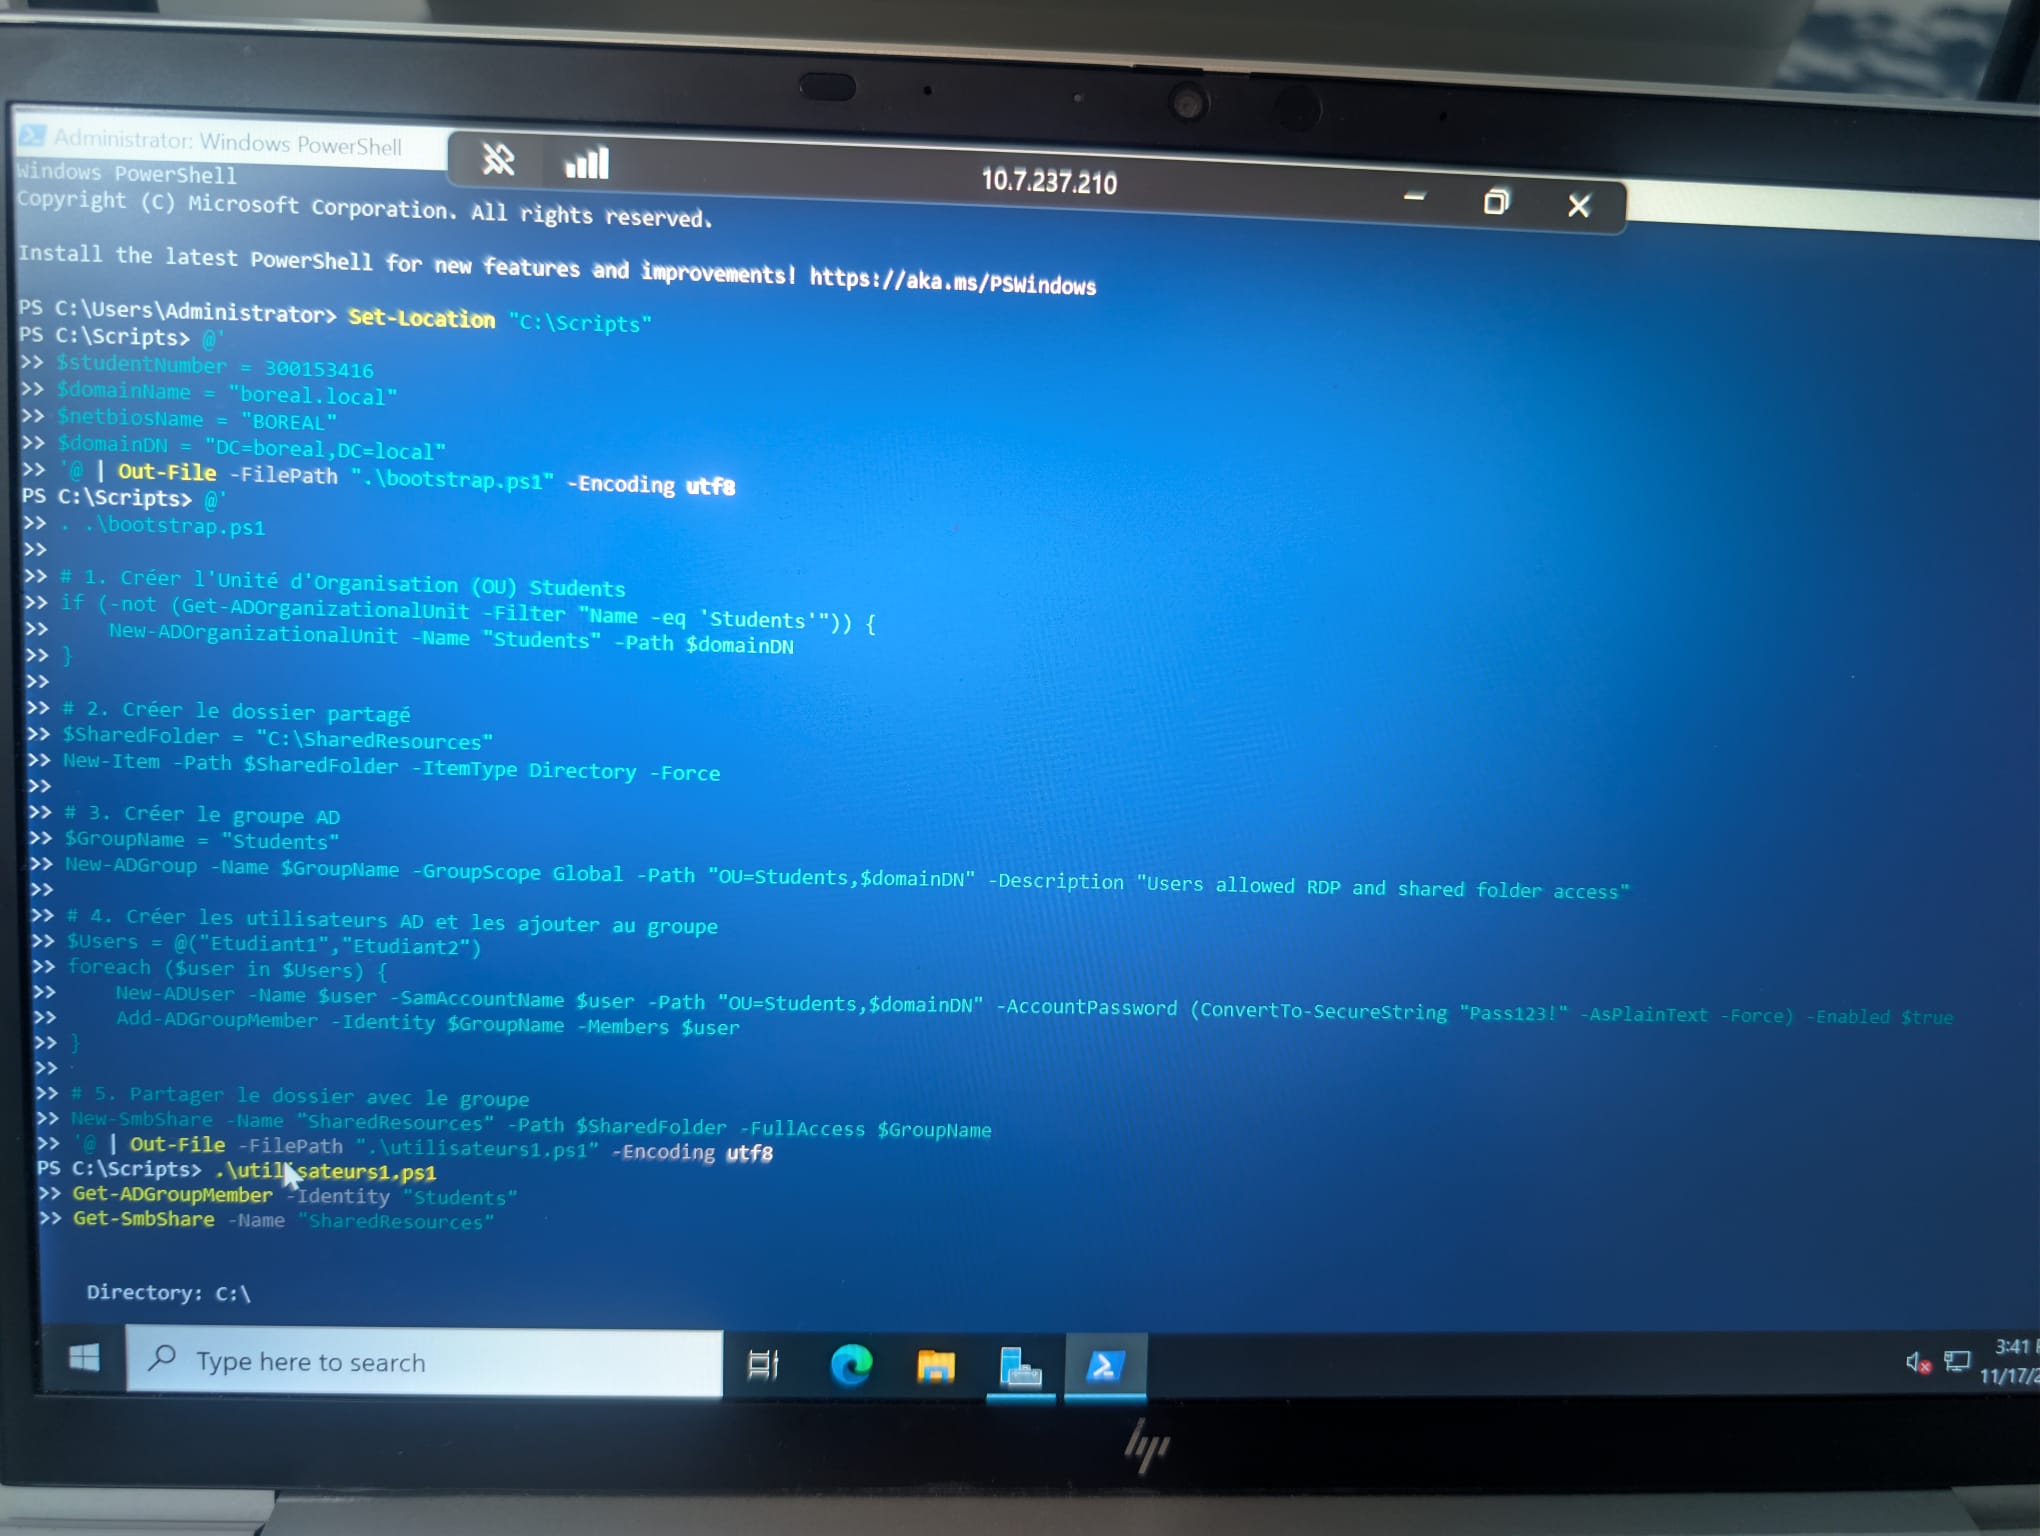 Administrator: Windows PowerShell
10.7.237.210
Windows PowerShell
Copyright (C) Microsoft Corporation. All rights reserved.
Install the latest PowerShell for new features and improvements! https://aka.ms/PSWindows
PS C:\Users\Administrator> Set-Location "C:\Scripts"
PS C:\Scripts> @'
>> $studentNumber = 300153416
>> $domainName = "boreal.local"
>> $netbiosName = "BOREAL"
>> $domainDN = "DC=boreal,DC=local"
>> '@ | Out-File -FilePath ".\bootstrap.ps1" -Encoding utf8
PS C:\Scripts> @'
>> . .\bootstrap.ps1
>>
>> # 1. Créer l'Unité d'Organisation (OU) Students
>> if (-not (Get-ADOrganizationalUnit -Filter "Name -eq 'Students'")) {
>>     New-ADOrganizationalUnit -Name "Students" -Path $domainDN
>> }
>>
>> # 2. Créer le dossier partagé
>> $SharedFolder = "C:\SharedResources"
>> New-Item -Path $SharedFolder -ItemType Directory -Force
>>
>> # 3. Créer le groupe AD
>> $GroupName = "Students"
>> New-ADGroup -Name $GroupName -GroupScope Global -Path "OU=Students,$domainDN" -Description "Users allowed RDP and shared folder access"
>>
>> # 4. Créer les utilisateurs AD et les ajouter au groupe
>> $Users = @("Etudiant1","Etudiant2")
>> foreach ($user in $Users) {
>>     New-ADUser -Name $user -SamAccountName $user -Path "OU=Students,$domainDN" -AccountPassword (ConvertTo-SecureString "Pass123!" -AsPlainText -Force) -Enabled $true
>>     Add-ADGroupMember -Identity $GroupName -Members $user
>> }
>>
>> # 5. Partager le dossier avec le groupe
>> New-SmbShare -Name "SharedResources" -Path $SharedFolder -FullAccess $GroupName
>> '@ | Out-File -FilePath ".\utilisateurs1.ps1" -Encoding utf8
PS C:\Scripts> .\utilisateurs1.ps1
>> Get-ADGroupMember -Identity "Students"
>> Get-SmbShare -Name "SharedResources"
Directory: C:\
Type here to search
3:41
11/17/2
hp